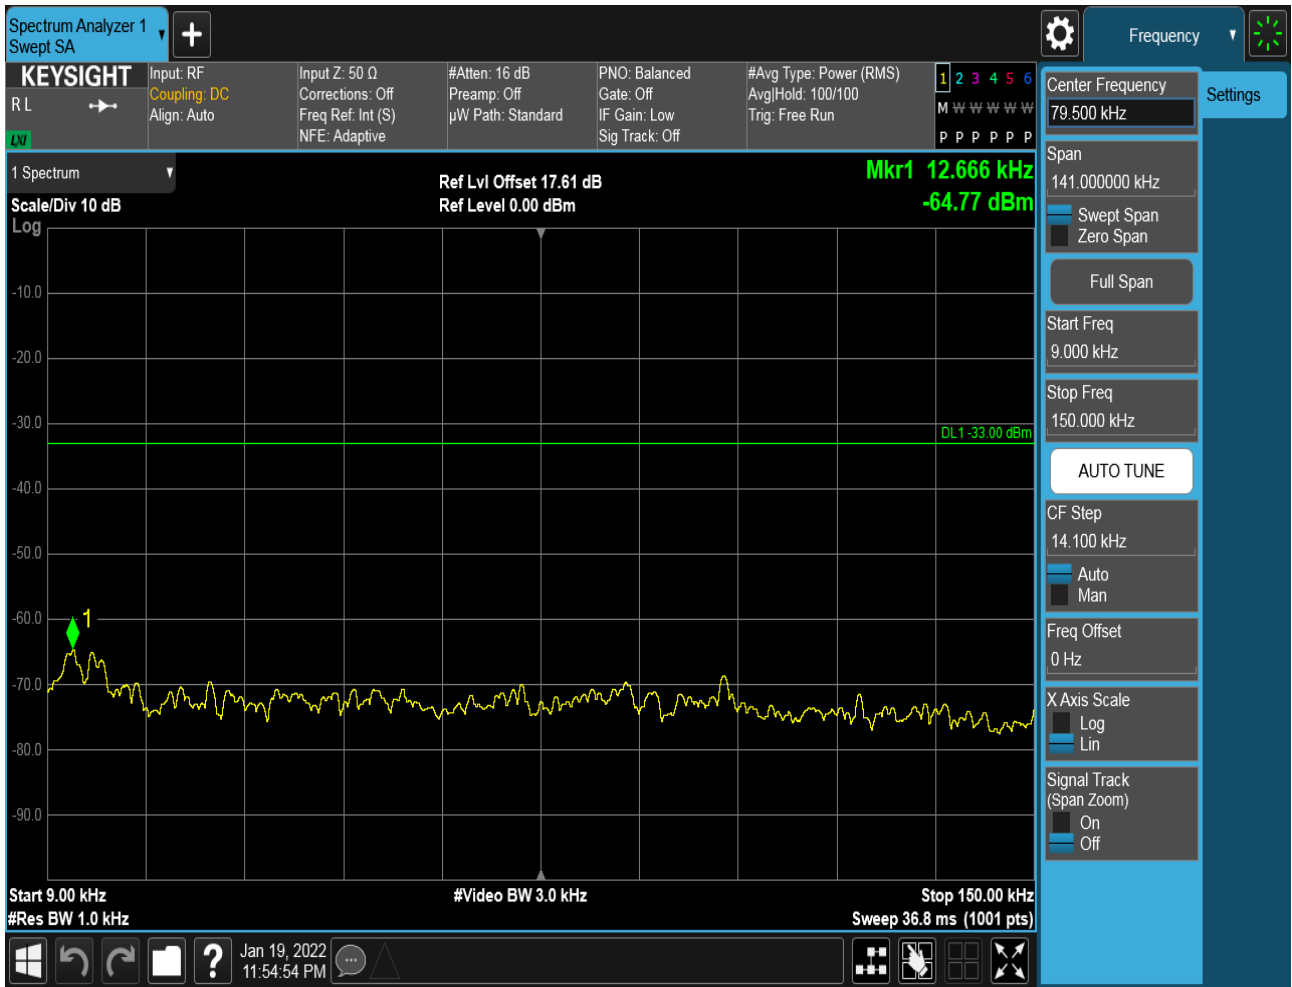 Spectrum Analyzer 1
Swept SA
Frequency
KEYSIGHT
R L
LXI
Input: RF
Coupling: DC
Align: Auto
Input Z: 50 Ω
Corrections: Off
Freq Ref: Int (S)
NFE: Adaptive
#Atten: 16 dB
Preamp: Off
µW Path: Standard
PNO: Balanced
Gate: Off
IF Gain: Low
Sig Track: Off
#Avg Type: Power (RMS)
Avg|Hold: 100/100
Trig: Free Run
1 2 3 4 5 6
M W W W W W
P P P P P P
1 Spectrum
Scale/Div 10 dB
Log
Ref Lvl Offset 17.61 dB
Ref Level 0.00 dBm
Mkr1 12.666 kHz
-64.77 dBm
-10.0
-20.0
-30.0
DL1 -33.00 dBm
-40.0
-50.0
-60.0
1
-70.0
-80.0
-90.0
Start 9.00 kHz
#Res BW 1.0 kHz
#Video BW 3.0 kHz
Stop 150.00 kHz
Sweep 36.8 ms (1001 pts)
Center Frequency
79.500 kHz
Settings
Span
141.000000 kHz
Swept Span
Zero Span
Full Span
Start Freq
9.000 kHz
Stop Freq
150.000 kHz
AUTO TUNE
CF Step
14.100 kHz
Auto
Man
Freq Offset
0 Hz
X Axis Scale
Log
Lin
Signal Track
(Span Zoom)
On
Off
?
Jan 19, 2022
11:54:54 PM